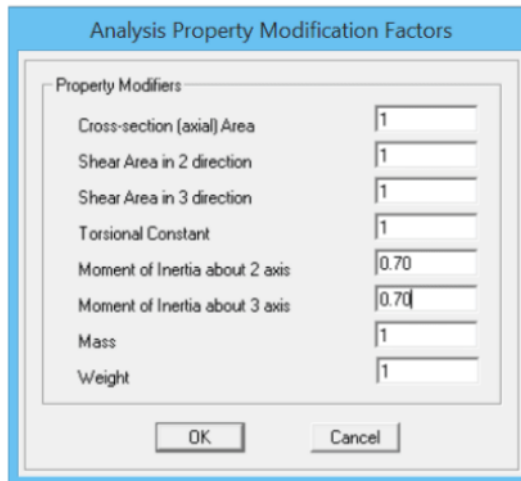 Analysis Property Modification Factors
Property Modifiers
Cross-section (axial) Area 1
Shear Area in 2 direction 1
Shear Area in 3 direction 1
Torsional Constant 1
Moment of Inertia about 2 axis 0.70
Moment of Inertia about 3 axis 0.70
Mass 1
Weight 1
OK Cancel